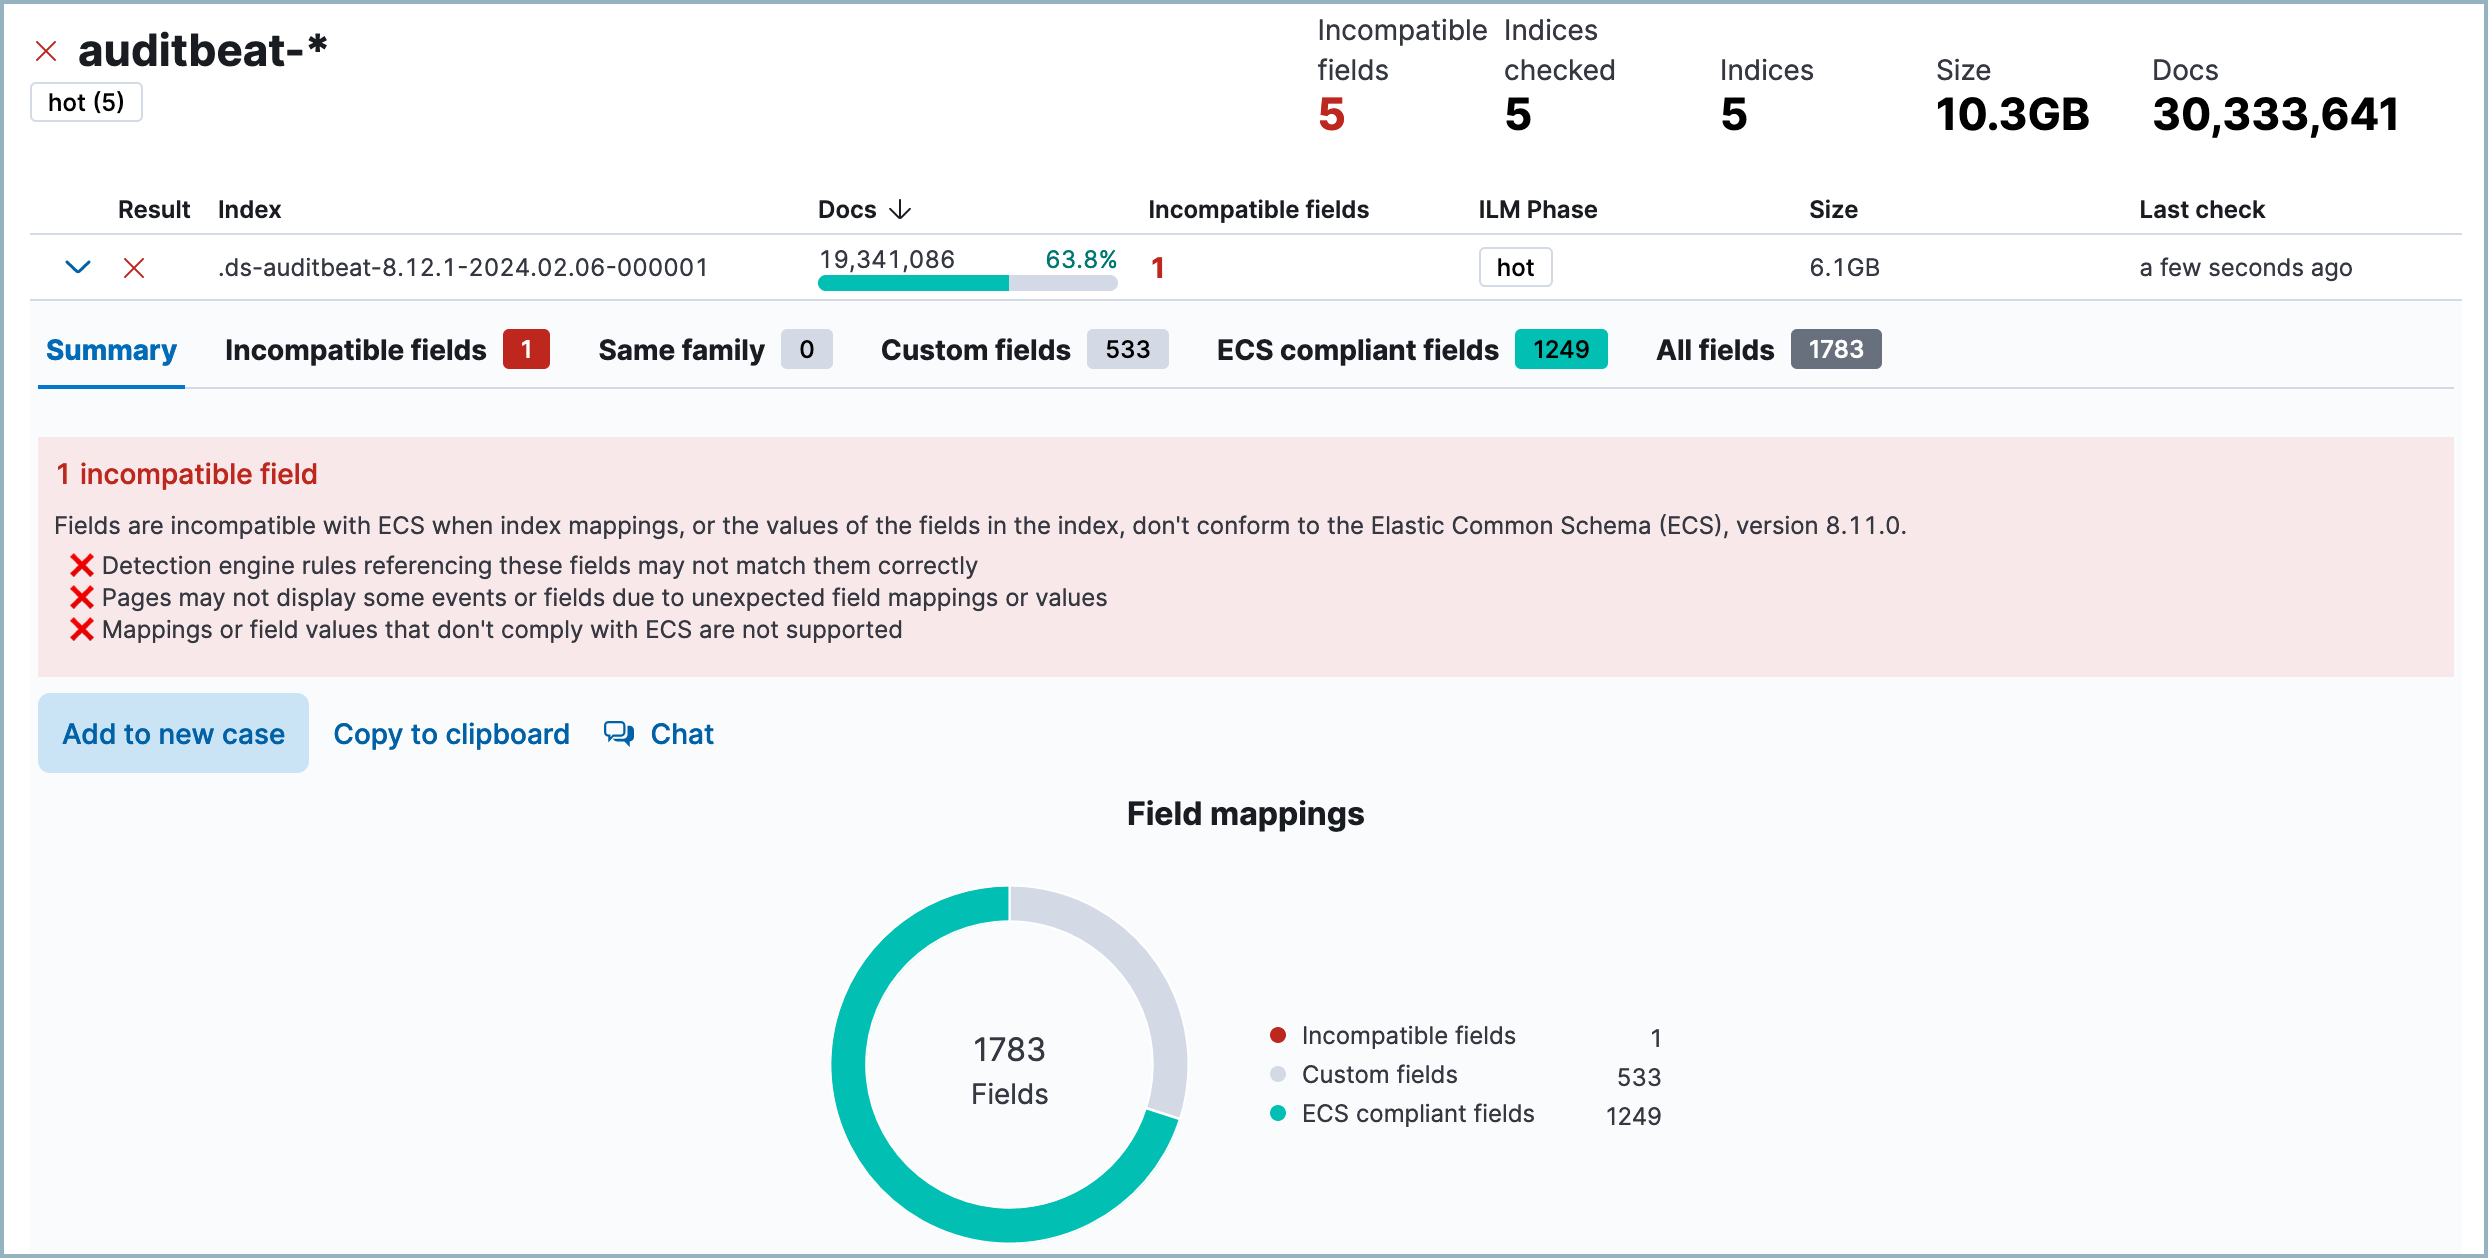 auditbeat-*
hot (5)
Incompatible fields
5
Indices checked
5
Indices
5
Size
10.3GB
Docs
30,333,641
Result Index Docs Incompatible fields ILM Phase Size Last check
.ds-auditbeat-8.12.1-2024.02.06-000001 19,341,086 63.8% 1 hot 6.1GB a few seconds ago
Summary Incompatible fields 1 Same family 0 Custom fields 533 ECS compliant fields 1249 All fields 1783
1 incompatible field
Fields are incompatible with ECS when index mappings, or the values of the fields in the index, don't conform to the Elastic Common Schema (ECS), version 8.11.0.
❌ Detection engine rules referencing these fields may not match them correctly
❌ Pages may not display some events or fields due to unexpected field mappings or values
❌ Mappings or field values that don't comply with ECS are not supported
Add to new case Copy to clipboard Chat
Field mappings
1783
Fields
Incompatible fields 1
Custom fields 533
ECS compliant fields 1249